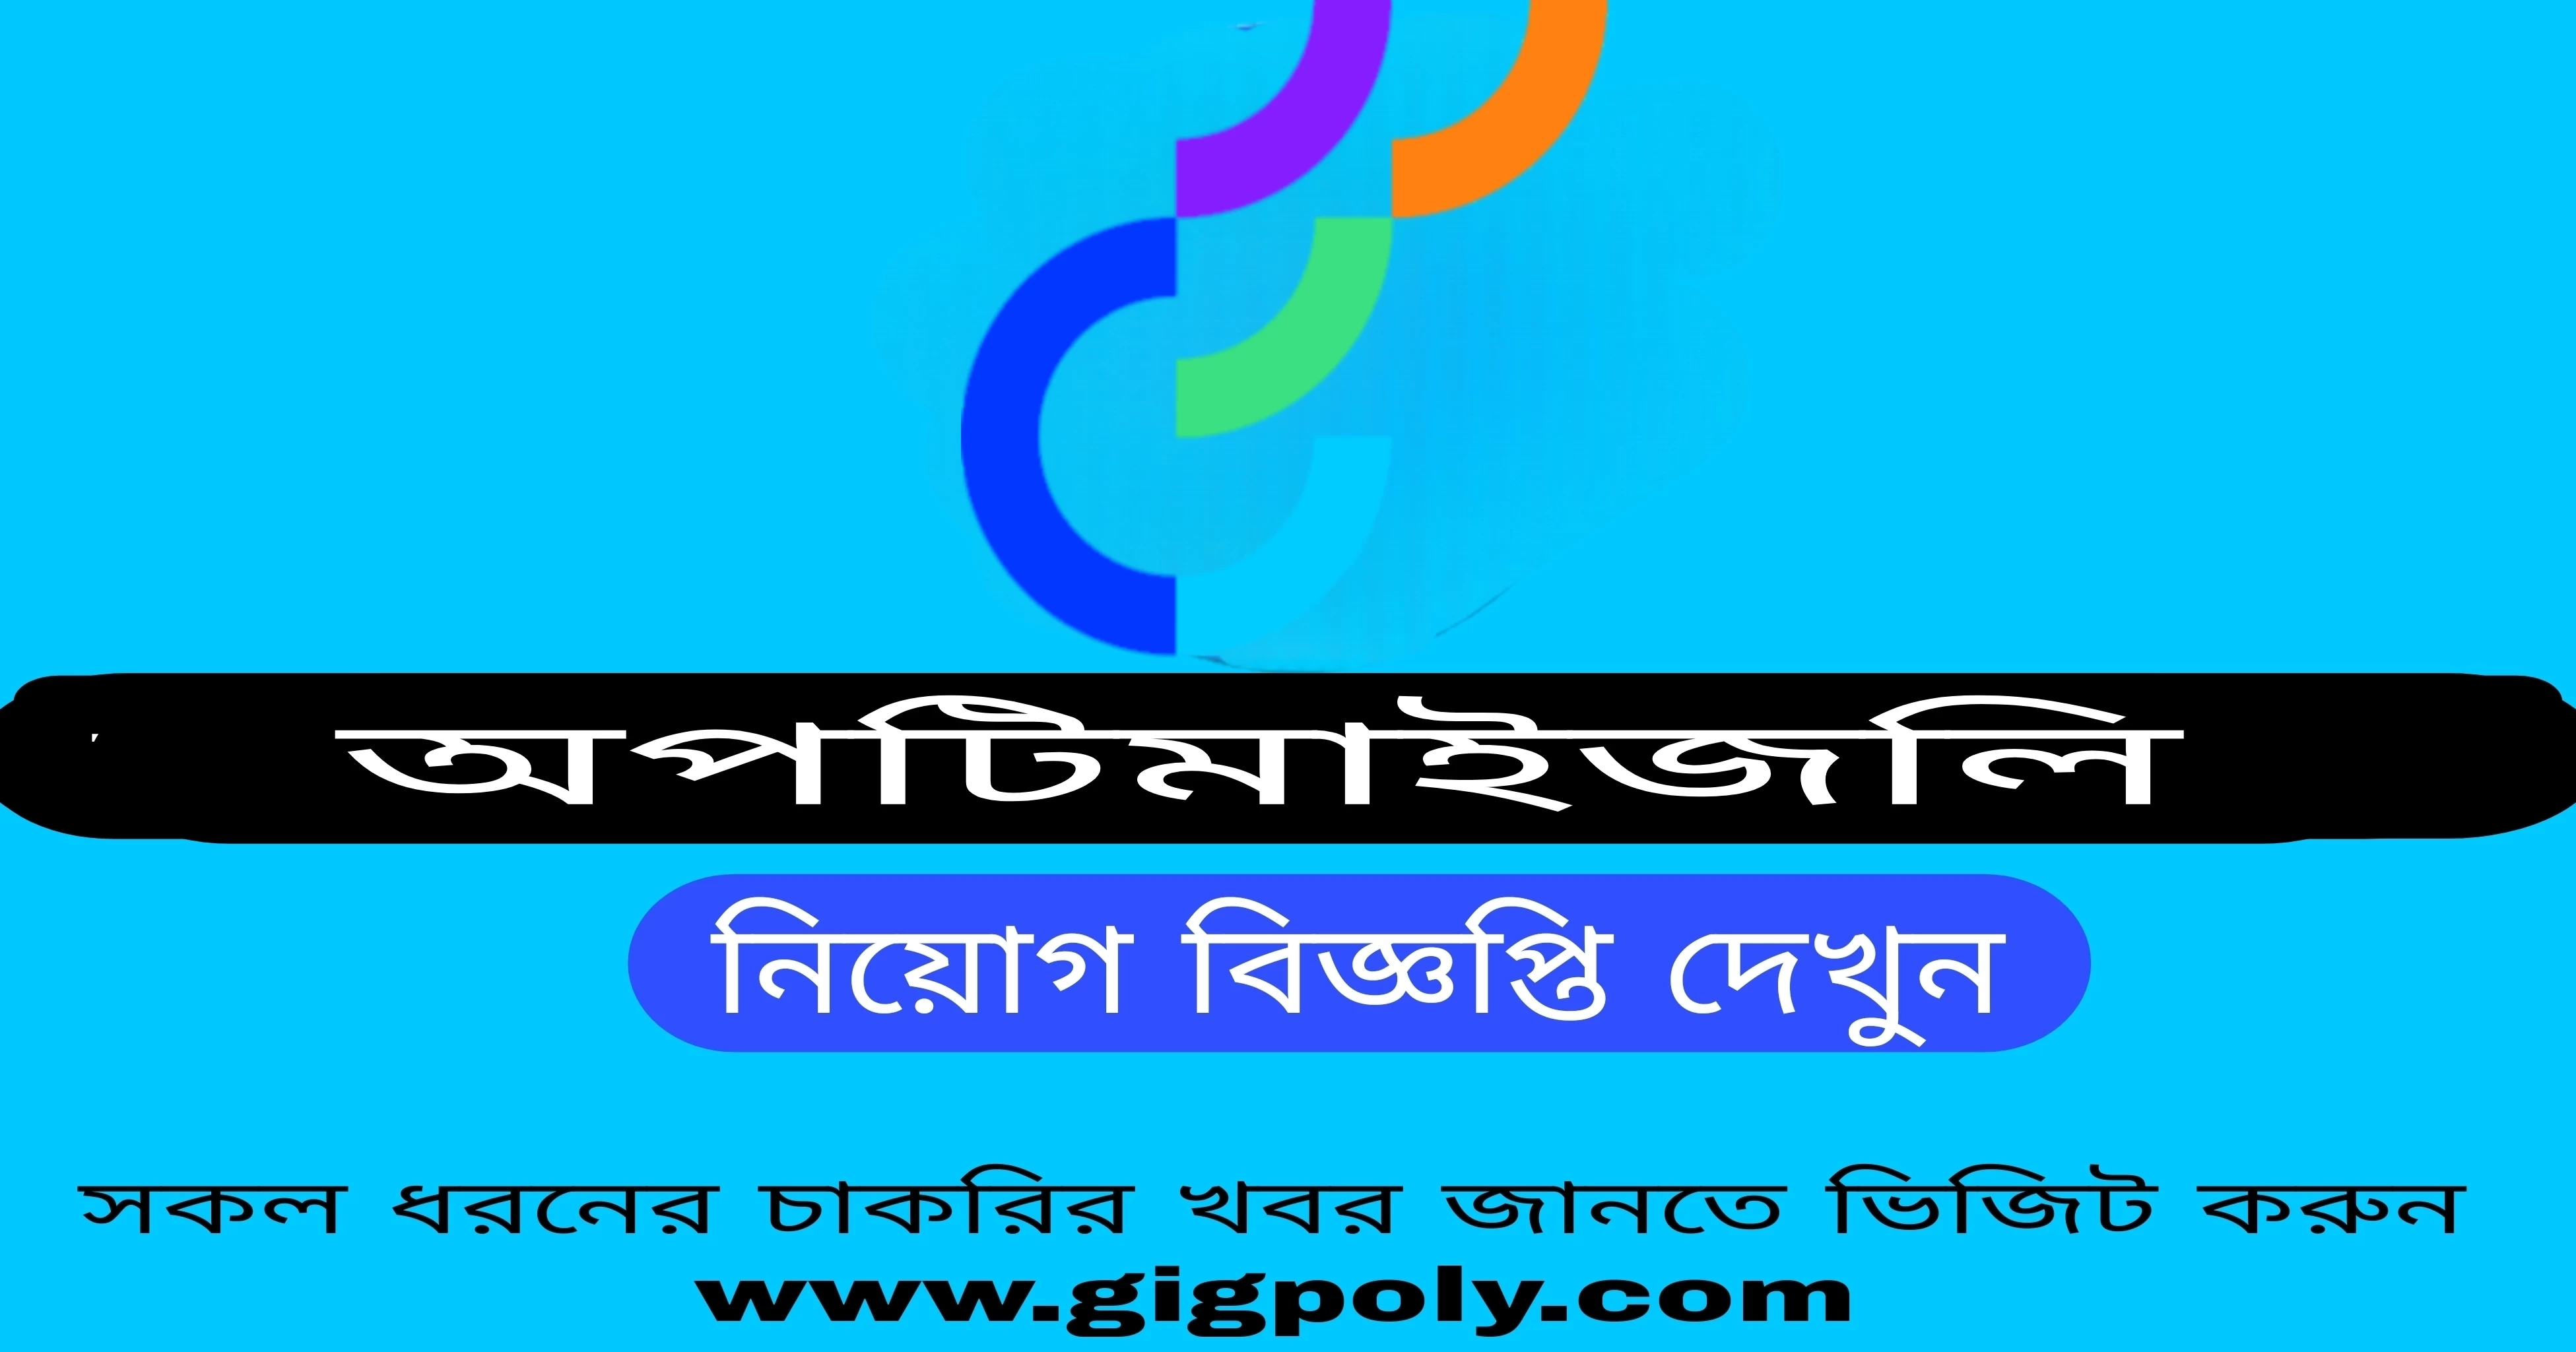 অপটিমাইজলি
নিয়োগ বিজ্ঞপ্তি দেখুন
সকল ধরনের চাকরির খবর জানতে ভিজিট করুন
www.gigpoly.com